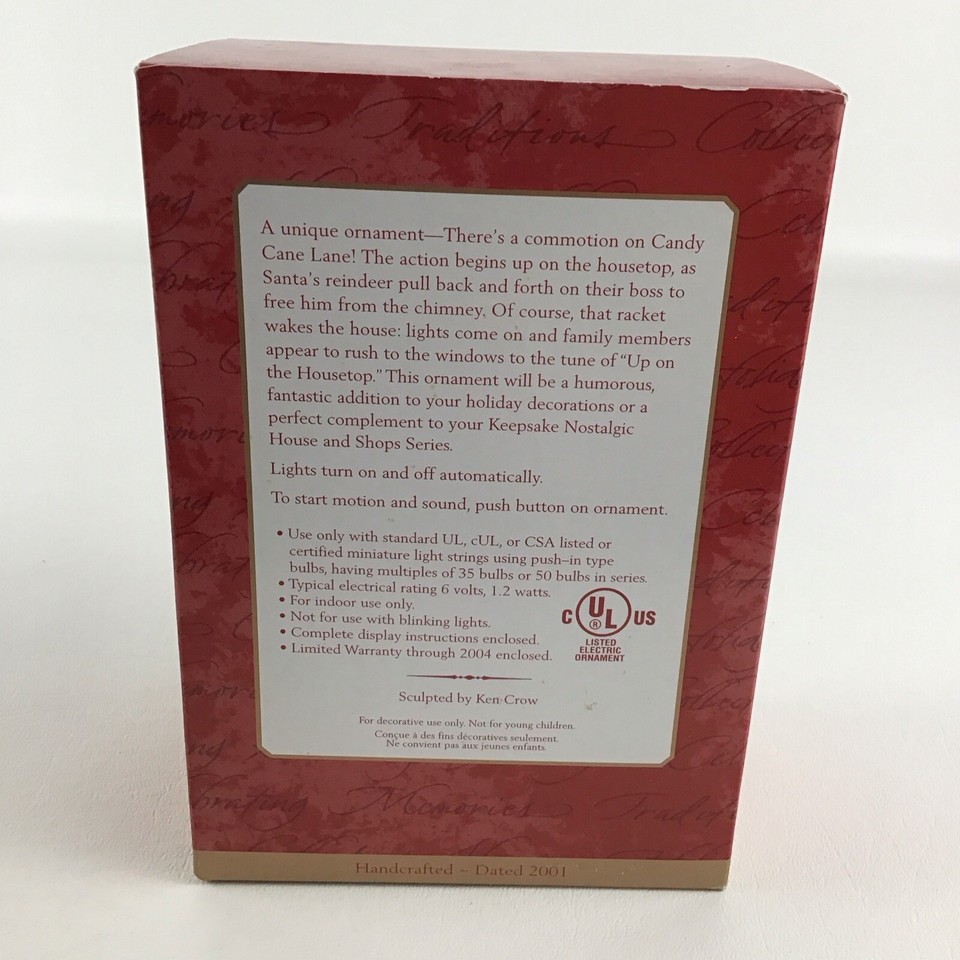 Memories Traditions
A unique ornament—There's a commotion on Candy
Cane Lane! The action begins up on the housetop, as
Santa's reindeer pull back and forth on their boss to
free him from the chimney. Of course, that racket
wakes the house: lights come on and family members
appear to rush to the windows to the tune of "Up on
the Housetop." This ornament will be a humorous,
fantastic addition to your holiday decorations or a
perfect complement to your Keepsake Nostalgic
House and Shops Series.
Lights turn on and off automatically.
To start motion and sound, push button on ornament.
• Use only with standard UL, cUL, or CSA listed or
certified miniature light strings using push–in type
bulbs, having multiples of 35 bulbs or 50 bulbs in series.
• Typical electrical rating 6 volts, 1.2 watts.
• For indoor use only.
• Not for use with blinking lights.
• Complete display instructions enclosed.
• Limited Warranty through 2004 enclosed.
C UL ® US
LISTED
ELECTRIC
ORNAMENT
Sculpted by Ken Crow
For decorative use only. Not for young children.
Conçue à des fins décoratives seulement.
Ne convient pas aux jeunes enfants.
brating Memories Traditi
Handcrafted ~ Dated 2001